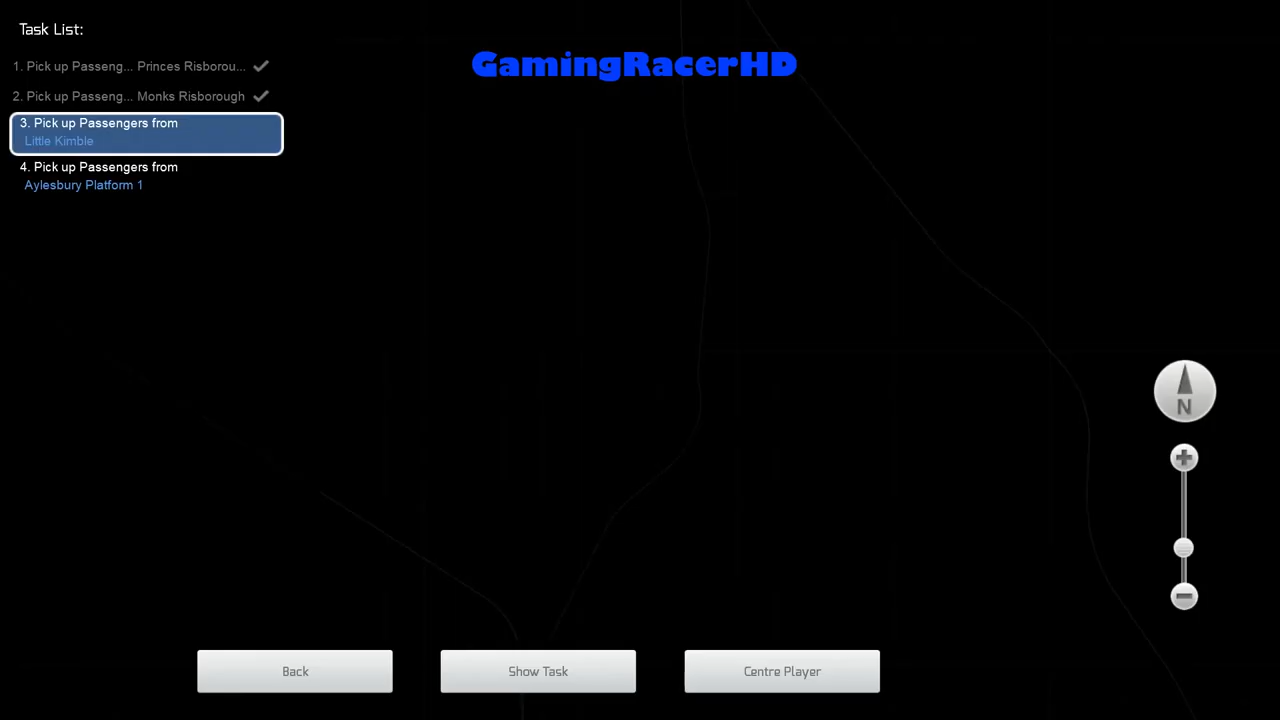 Task List:
GamingRacerHD
1. Pick up Passeng... Princes Risborou...
2. Pick up Passeng... Monks Risborough
3. Pick up Passengers from
Little Kimble
4. Pick up Passengers from
Aylesbury Platform 1
N
Back
Show Task
Centre Player